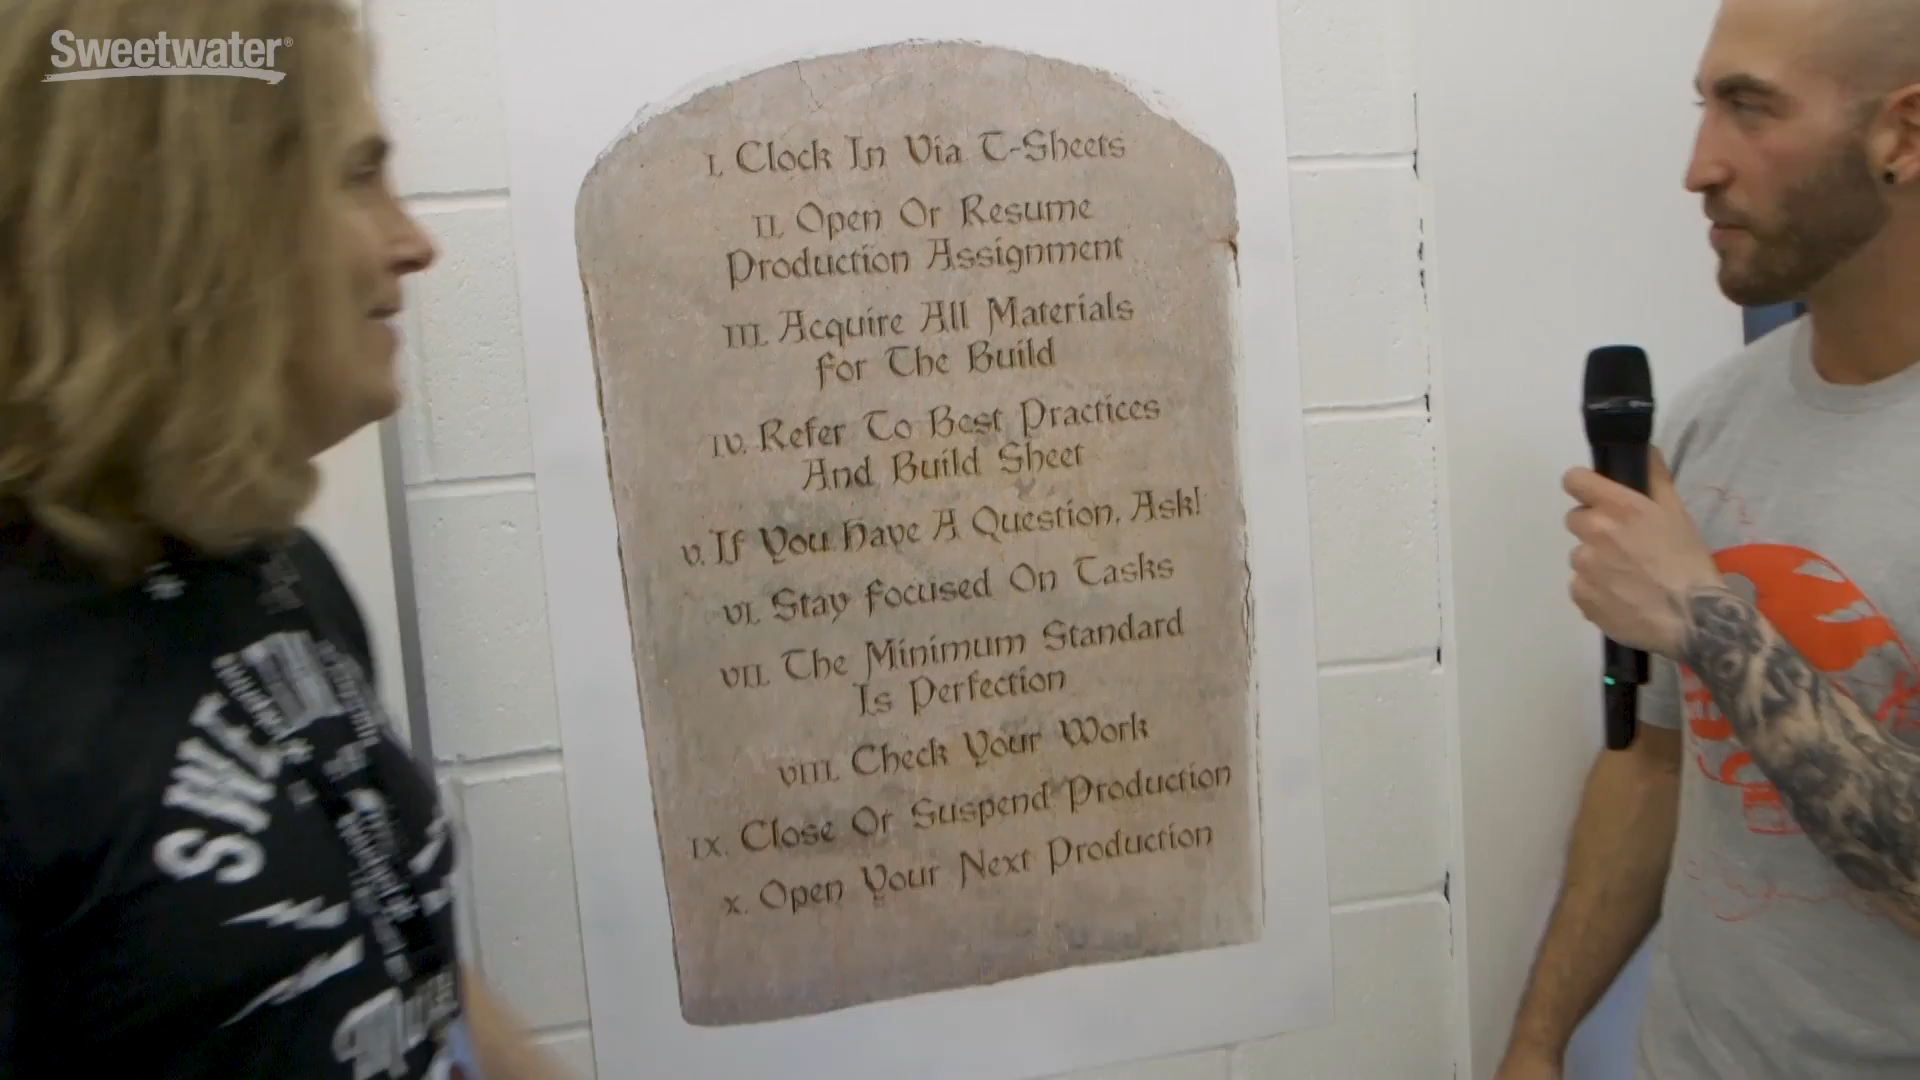 Sweetwater®
I. Clock In Via T-Sheets
II. Open Or Resume
Production Assignment
III. Acquire All Materials
for The Build
IV. Refer To Best Practices
And Build Sheet
V. If You Have A Question, Ask!
VI. Stay focused On Tasks
VII. The Minimum Standard
Is Perfection
VIII. Check Your Work
IX. Close Or Suspend Production
X. Open Your Next Production
SWE